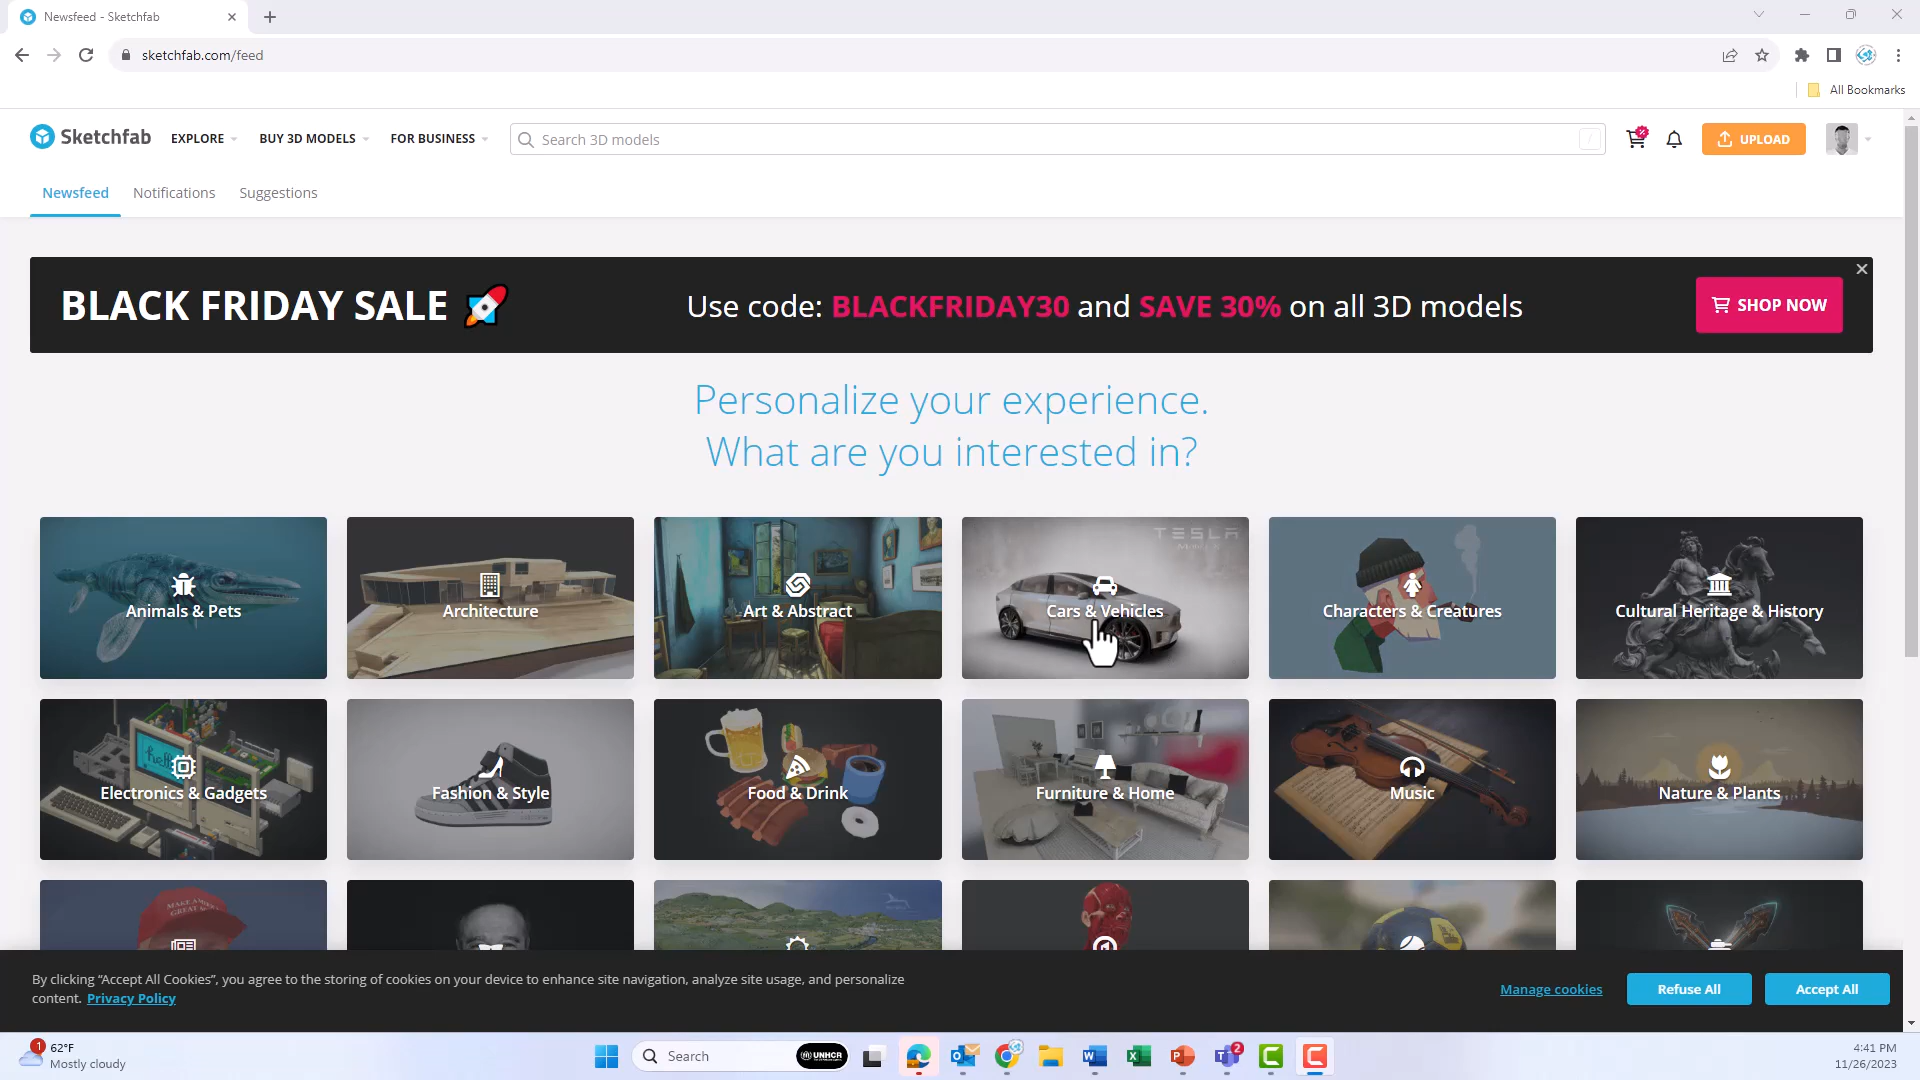 Newsfeed - Sketchfab
sketchfab.com/feed
All Bookmarks
Sketchfab
EXPLORE
BUY 3D MODELS
FOR BUSINESS
Search 3D models
/
UPLOAD
Newsfeed
Notifications
Suggestions
BLACK FRIDAY SALE 🚀
Use code: BLACKFRIDAY30 and SAVE 30% on all 3D models
SHOP NOW
Personalize your experience.
What are you interested in?
TESLA
Animals & Pets
Architecture
Art & Abstract
Cars & Vehicles
Characters & Creatures
Cultural Heritage & History
hello
Electronics & Gadgets
Fashion & Style
Food & Drink
Furniture & Home
Music
Nature & Plants
By clicking “Accept All Cookies”, you agree to the storing of cookies on your device to enhance site navigation, analyze site usage, and personalize
content. Privacy Policy
Manage cookies
Refuse All
Accept All
1
62°F
Mostly cloudy
Search
UNHCR
2
4:41 PM
11/26/2023